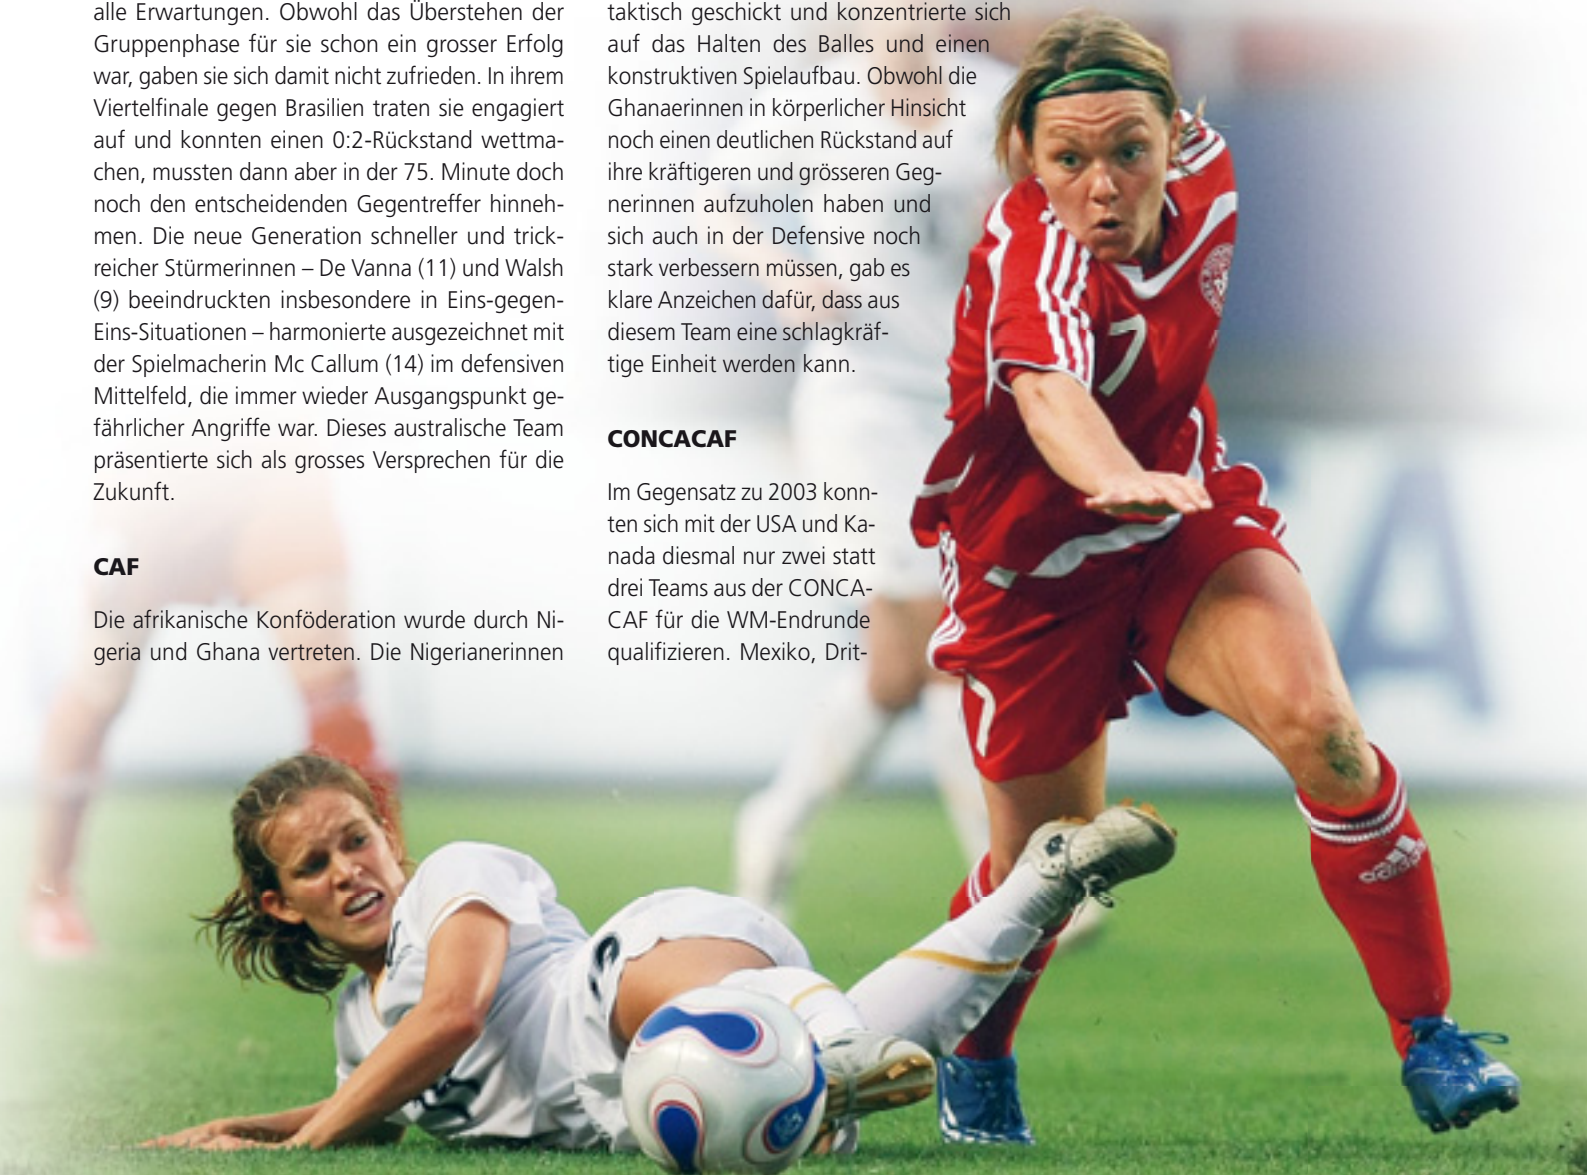 alle Erwartungen. Obwohl das Überstehen der
Gruppenphase für sie schon ein grosser Erfolg
war, gaben sie sich damit nicht zufrieden. In ihrem
Viertelfinale gegen Brasilien traten sie engagiert
auf und konnten einen 0:2-Rückstand wettma-
chen, mussten dann aber in der 75. Minute doch
noch den entscheidenden Gegentreffer hinneh-
men. Die neue Generation schneller und trick-
reicher Stürmerinnen – De Vanna (11) und Walsh
(9) beeindruckten insbesondere in Eins-gegen-
Eins-Situationen – harmonierte ausgezeichnet mit
der Spielmacherin Mc Callum (14) im defensiven
Mittelfeld, die immer wieder Ausgangspunkt ge-
fährlicher Angriffe war. Dieses australische Team
präsentierte sich als grosses Versprechen für die
Zukunft.
CAF
Die afrikanische Konföderation wurde durch Ni-
geria und Ghana vertreten. Die Nigerianerinnen
taktisch geschickt und konzentrierte sich
auf das Halten des Balles und einen
konstruktiven Spielaufbau. Obwohl die
Ghanaerinnen in körperlicher Hinsicht
noch einen deutlichen Rückstand auf
ihre kräftigeren und grösseren Geg-
nerinnen aufzuholen haben und
sich auch in der Defensive noch
stark verbessern müssen, gab es
klare Anzeichen dafür, dass aus
diesem Team eine schlagkräf-
tige Einheit werden kann.
CONCACAF
Im Gegensatz zu 2003 konn-
ten sich mit der USA und Ka-
nada diesmal nur zwei statt
drei Teams aus der CONCA-
CAF für die WM-Endrunde
qualifizieren. Mexiko, Drit-
7
7
adidas